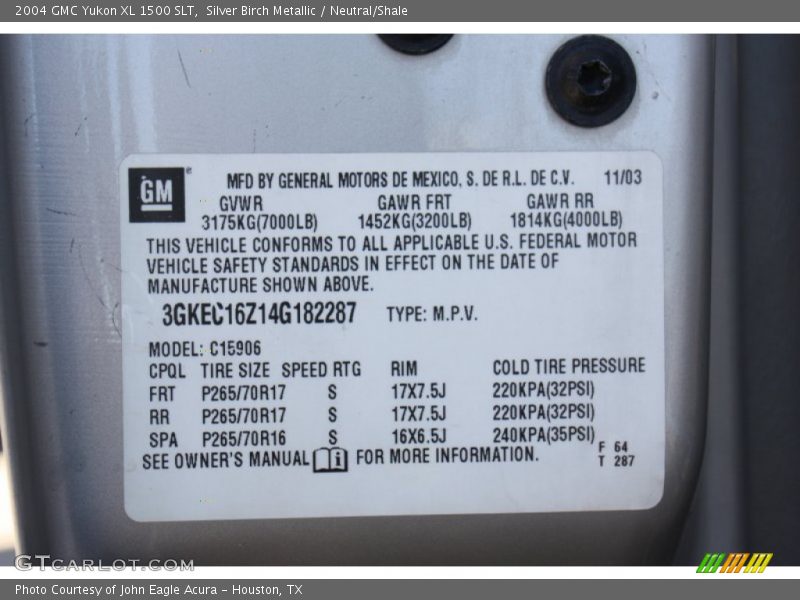 2004 GMC Yukon XL 1500 SLT, Silver Birch Metallic / Neutral/Shale
GM
MFD BY GENERAL MOTORS DE MEXICO, S. DE R.L. DE C.V. 11/03
GVWR GAWR FRT GAWR RR
3175KG(7000LB) 1452KG(3200LB) 1814KG(4000LB)
THIS VEHICLE CONFORMS TO ALL APPLICABLE U.S. FEDERAL MOTOR
VEHICLE SAFETY STANDARDS IN EFFECT ON THE DATE OF
MANUFACTURE SHOWN ABOVE.
3GKEC16Z14G182287 TYPE: M.P.V.
MODEL: C15906
CPQL TIRE SIZE SPEED RTG RIM COLD TIRE PRESSURE
FRT P265/70R17 S 17X7.5J 220KPA(32PSI)
RR P265/70R17 S 17X7.5J 220KPA(32PSI)
SPA P265/70R16 S 16X6.5J 240KPA(35PSI)
SEE OWNER'S MANUAL i FOR MORE INFORMATION.
F 64
T 287
GTCARLOT.COM
Photo Courtesy of John Eagle Acura - Houston, TX